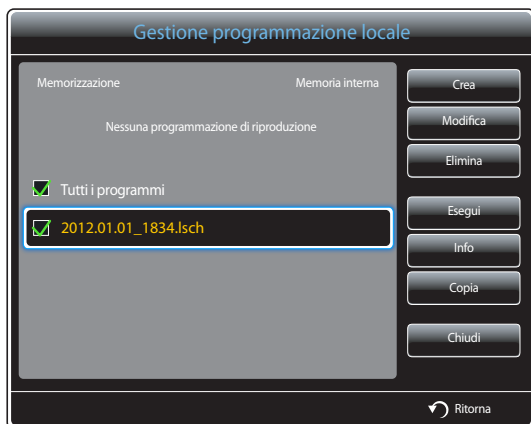 Gestione programmazione locale
Memorizzazione Memoria interna
Nessuna programmazione di riproduzione
Tutti i programmi
2012.01.01_1834.lsch
Crea
Modifica
Elimina
Esegui
Info
Copia
Chiudi
Ritorna